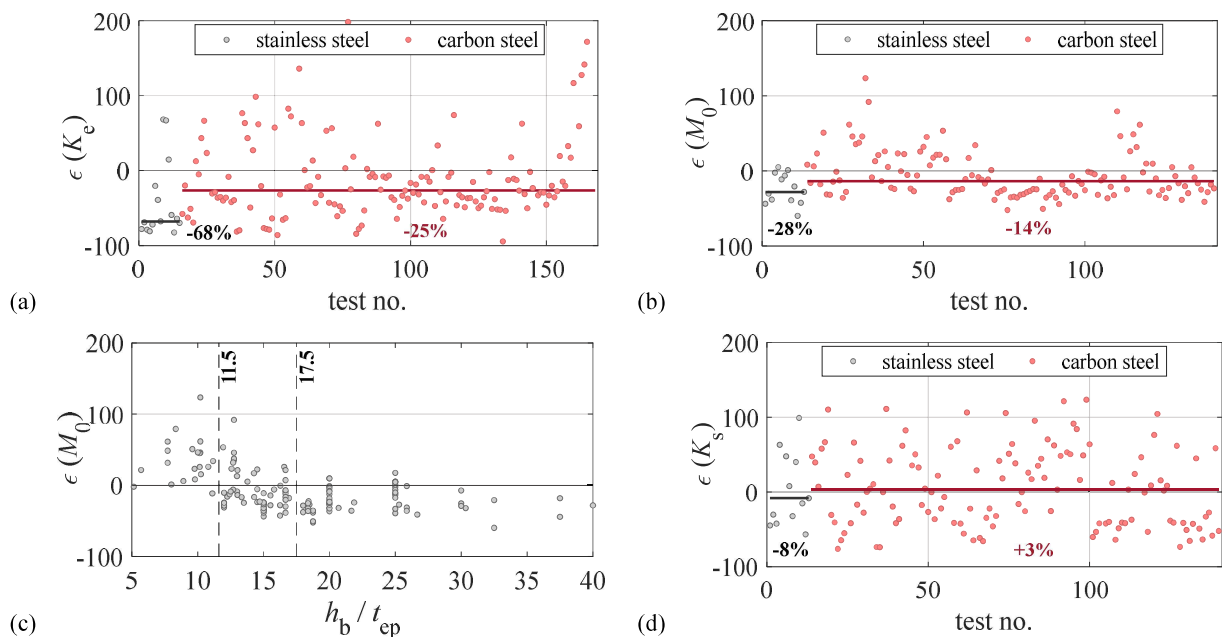 200
100
0
-100
ϵ (Kₑ)
stainless steel carbon steel
-68%
-25%
0 50 100 150
test no.
(a)
200
100
0
-100
ϵ (M₀)
stainless steel carbon steel
-28%
-14%
0 50 100
test no.
(b)
200
100
0
-100
ϵ (M₀)
11.5
17.5
5 10 15 20 25 30 35 40
h_b / t_ep
(c)
200
100
0
-100
ϵ (Kₛ)
stainless steel carbon steel
-8%
+3%
0 50 100
test no.
(d)